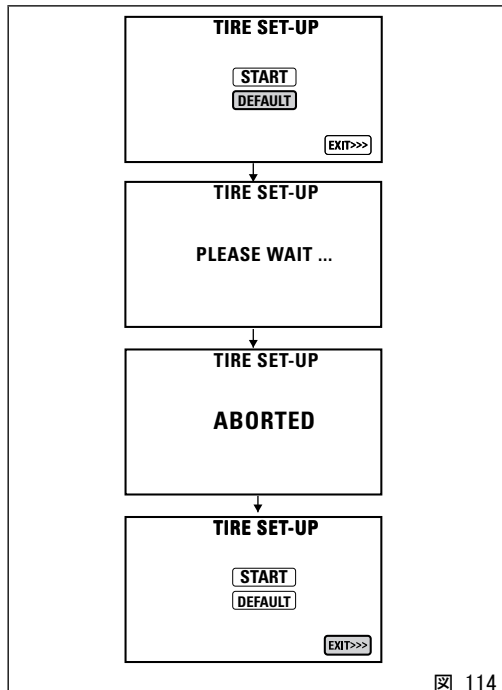 TIRE SET-UP
START
DEFAULT
EXIT>>>
TIRE SET-UP
PLEASE WAIT ...
TIRE SET-UP
ABORTED
TIRE SET-UP
START
DEFAULT
EXIT>>>
図 114